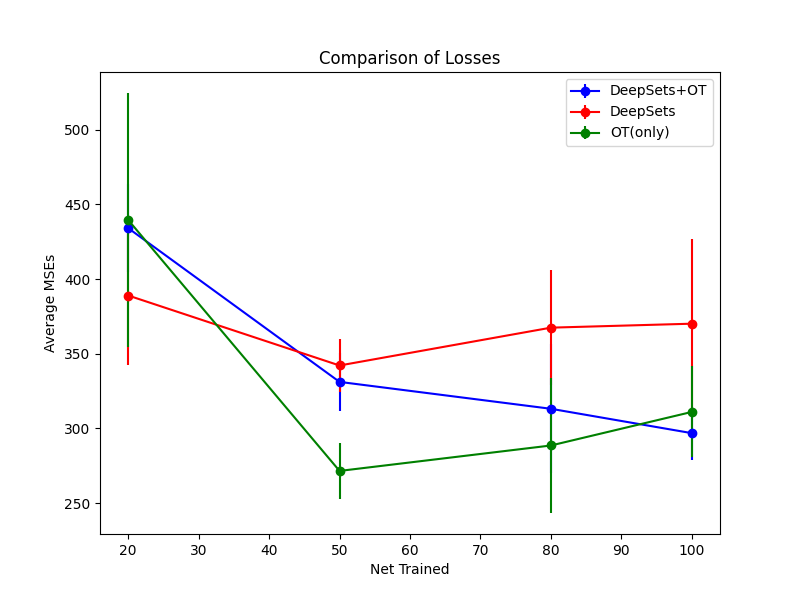 Comparison of Losses
DeepSets+OT
DeepSets
OT(only)
500
450
400
350
300
250
Average MSEs
20 30 40 50 60 70 80 90 100
Net Trained